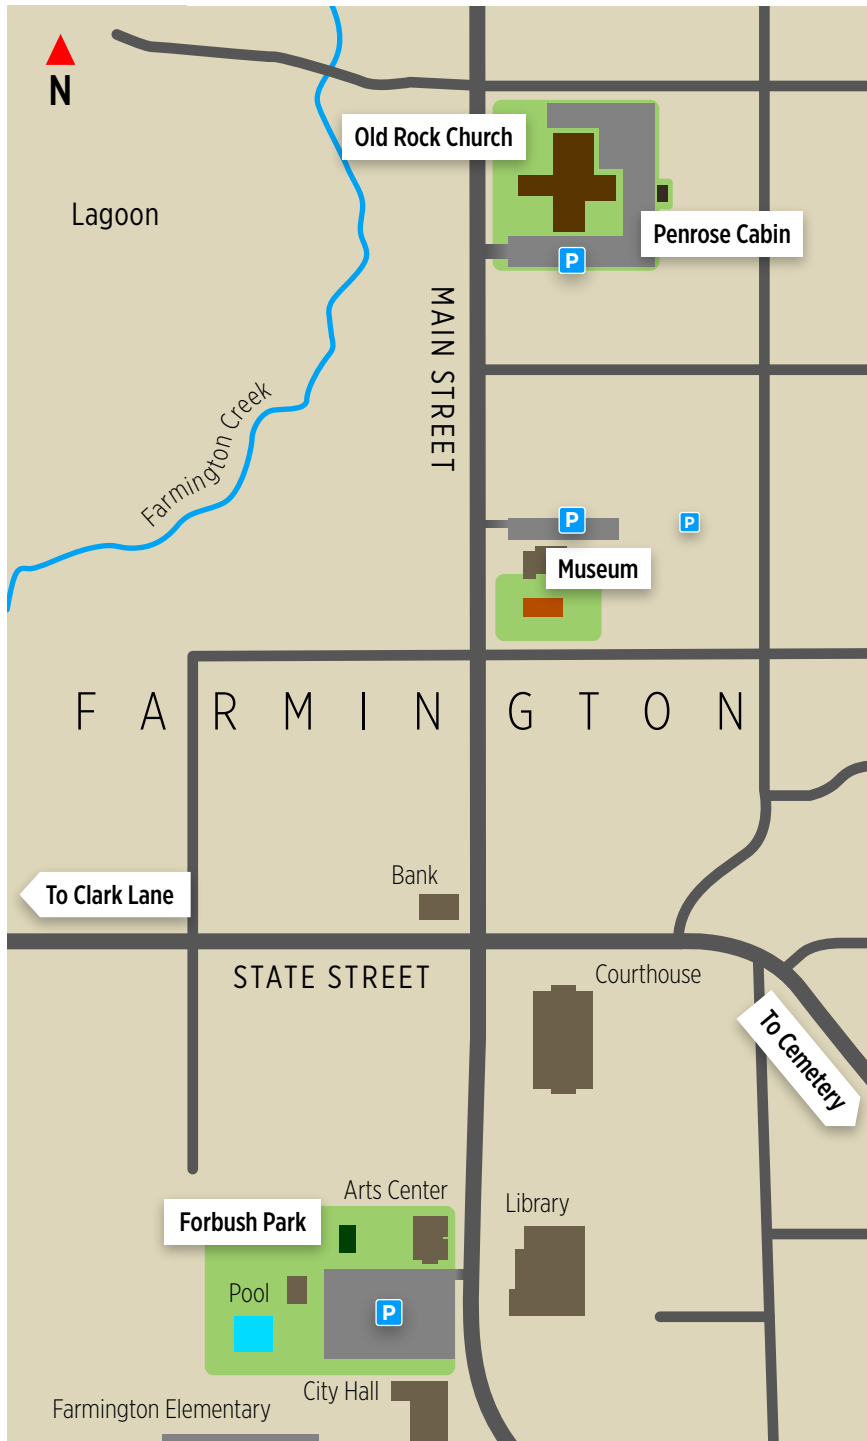 N
Old Rock Church
Lagoon
Penrose Cabin
P
MAIN STREET
Farmington Creek
P
P
Museum
FARMINGTON
Bank
To Clark Lane
STATE STREET
Courthouse
To Cemetery
Arts Center
Library
Forbush Park
Pool
P
City Hall
Farmington Elementary